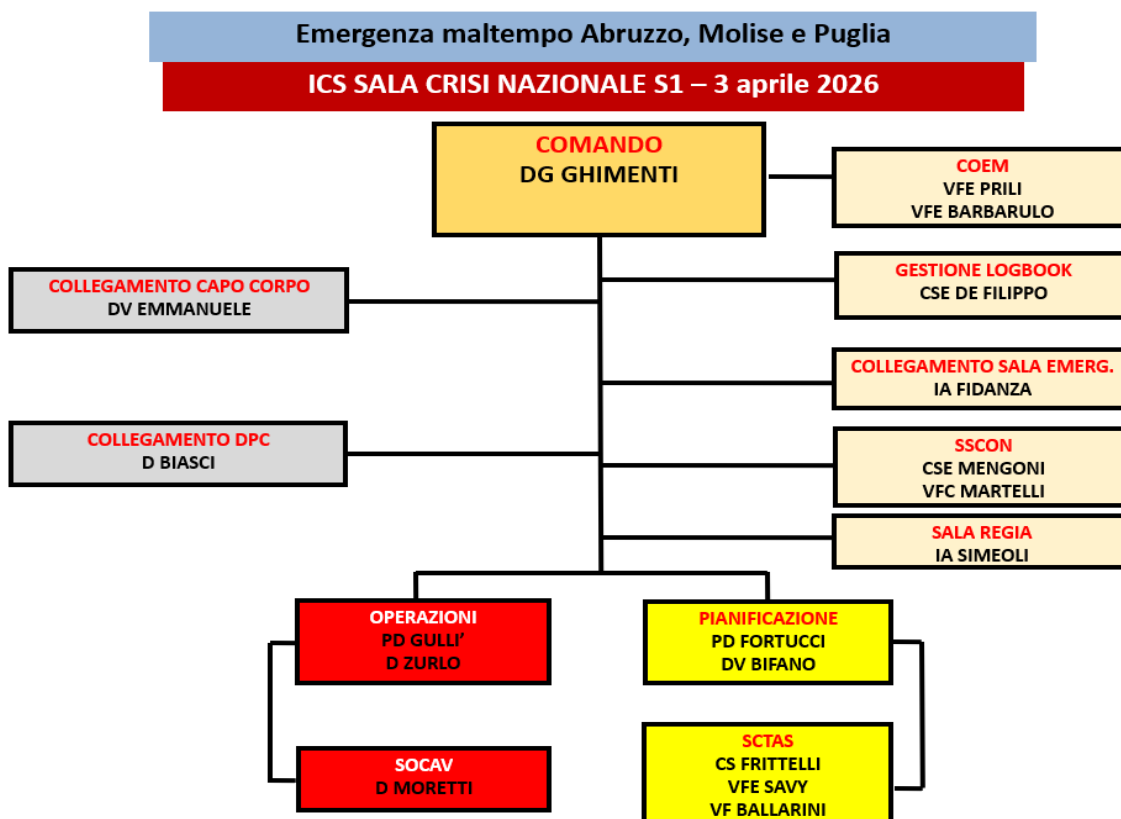 Emergenza maltempo Abruzzo, Molise e Puglia
ICS SALA CRISI NAZIONALE S1 – 3 aprile 2026
COMANDO
DG GHIMENTI
COEM
VFE PRILI
VFE BARBARULO
COLLEGAMENTO CAPO CORPO
DV EMMANUELE
GESTIONE LOGBOOK
CSE DE FILIPPO
COLLEGAMENTO SALA EMERG.
IA FIDANZA
COLLEGAMENTO DPC
D BIASCI
SSCON
CSE MENGONI
VFC MARTELLI
SALA REGIA
IA SIMEOLI
OPERAZIONI
PD GULLI’
D ZURLO
PIANIFICAZIONE
PD FORTUCCI
DV BIFANO
SOCAV
D MORETTI
SCTAS
CS FRITTELLI
VFE SAVY
VF BALLARINI